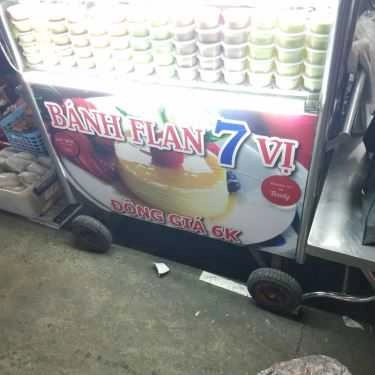 BÁNH FLAN 7 VỊ
ĐỒNG GIÁ 6K